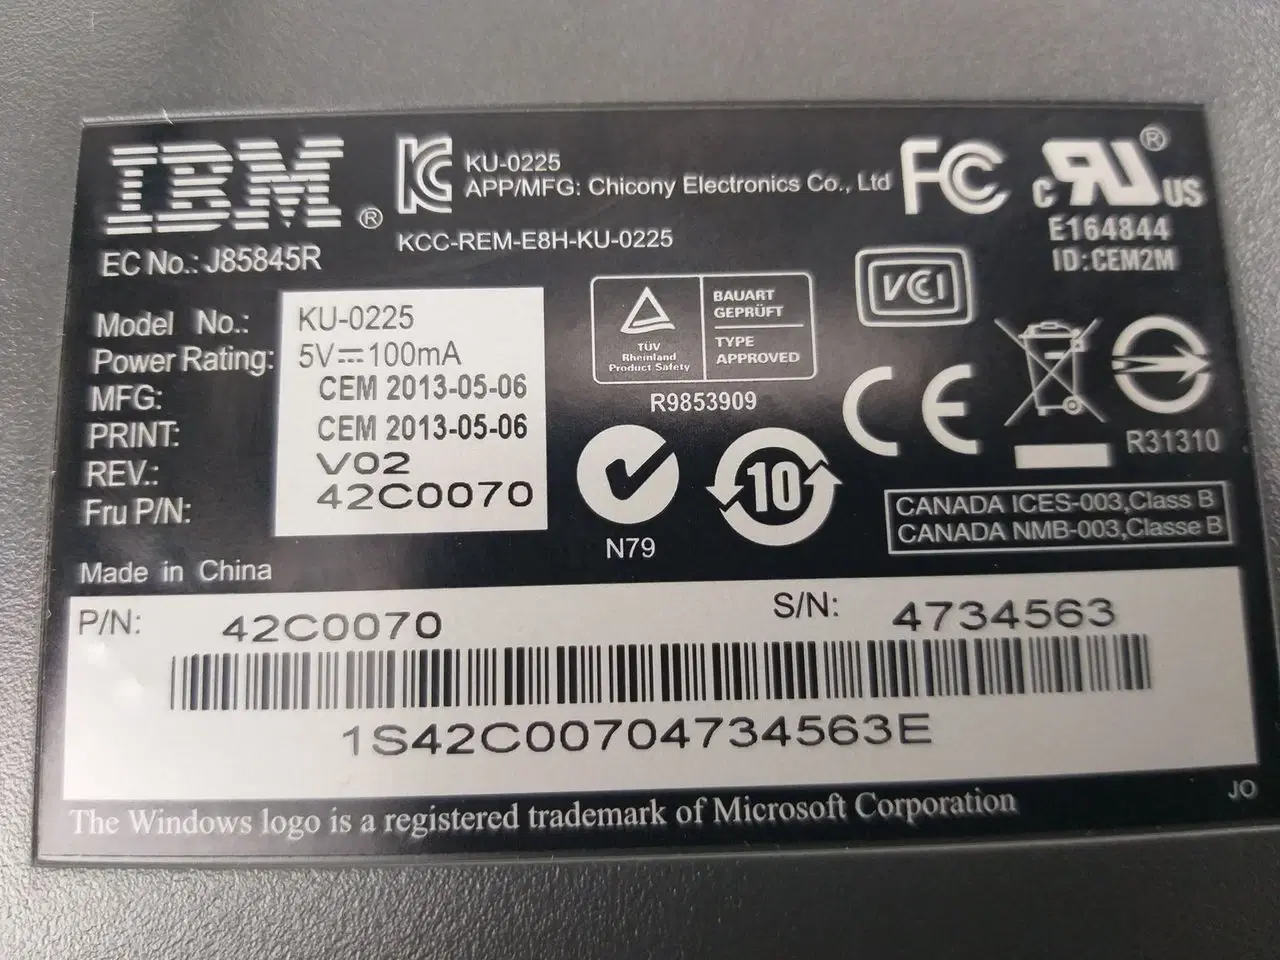 IBM ®
EC No.: J85845R
KU-0225
APP/MFG: Chicony Electronics Co., Ltd
KCC-REM-E8H-KU-0225
FC
C RU ® US
E164844
ID:CEM2M
Model No.: KU-0225
Power Rating: 5V⎓100mA
MFG: CEM 2013-05-06
PRINT: CEM 2013-05-06
REV.: V02
Fru P/N: 42C0070
Made in China
TÜV
Rheinland
Product Safety
BAUART
GEPRÜFT
TYPE
APPROVED
R9853909
VCI
CE
N79
10
R31310
CANADA ICES-003,Class B
CANADA NMB-003,Classe B
P/N: 42C0070 S/N: 4734563
1S42C00704734563E
The Windows logo is a registered trademark of Microsoft Corporation
JO